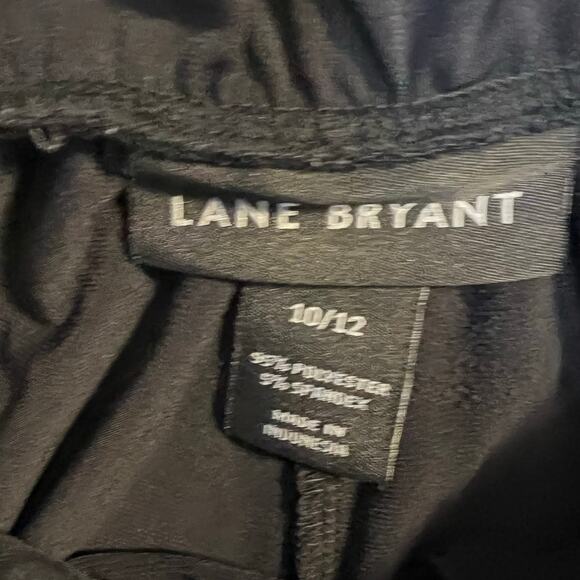 LANE BRYANT
10/12
95% POLYESTER
5% SPANDEX
MADE IN
INDONESIA